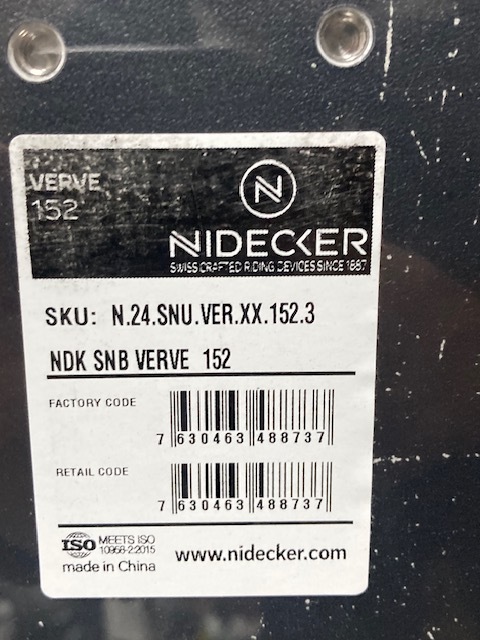 VERVE
152
N
NIDECKER
SWISS CRAFTED RIDING DEVICES SINCE 1887
SKU: N.24.SNU.VER.XX.152.3
NDK SNB VERVE 152
FACTORY CODE
7 630463 488737
RETAIL CODE
7 630463 488737
ISO MEETS ISO
10958-2:2015
made in China
www.nidecker.com